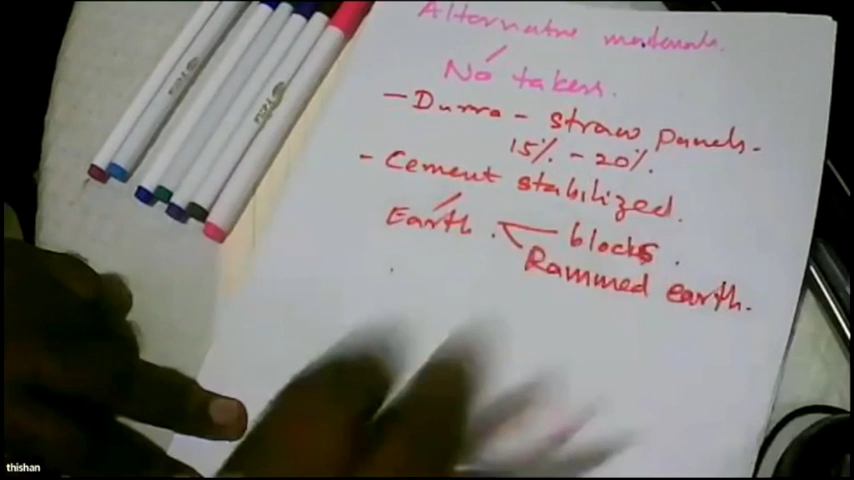 Alternative materials.
No takers.
- Durra - straw panels.
15% - 20%.
- Cement stabilized.
Earth. blocks.
Rammed earth.
thishan